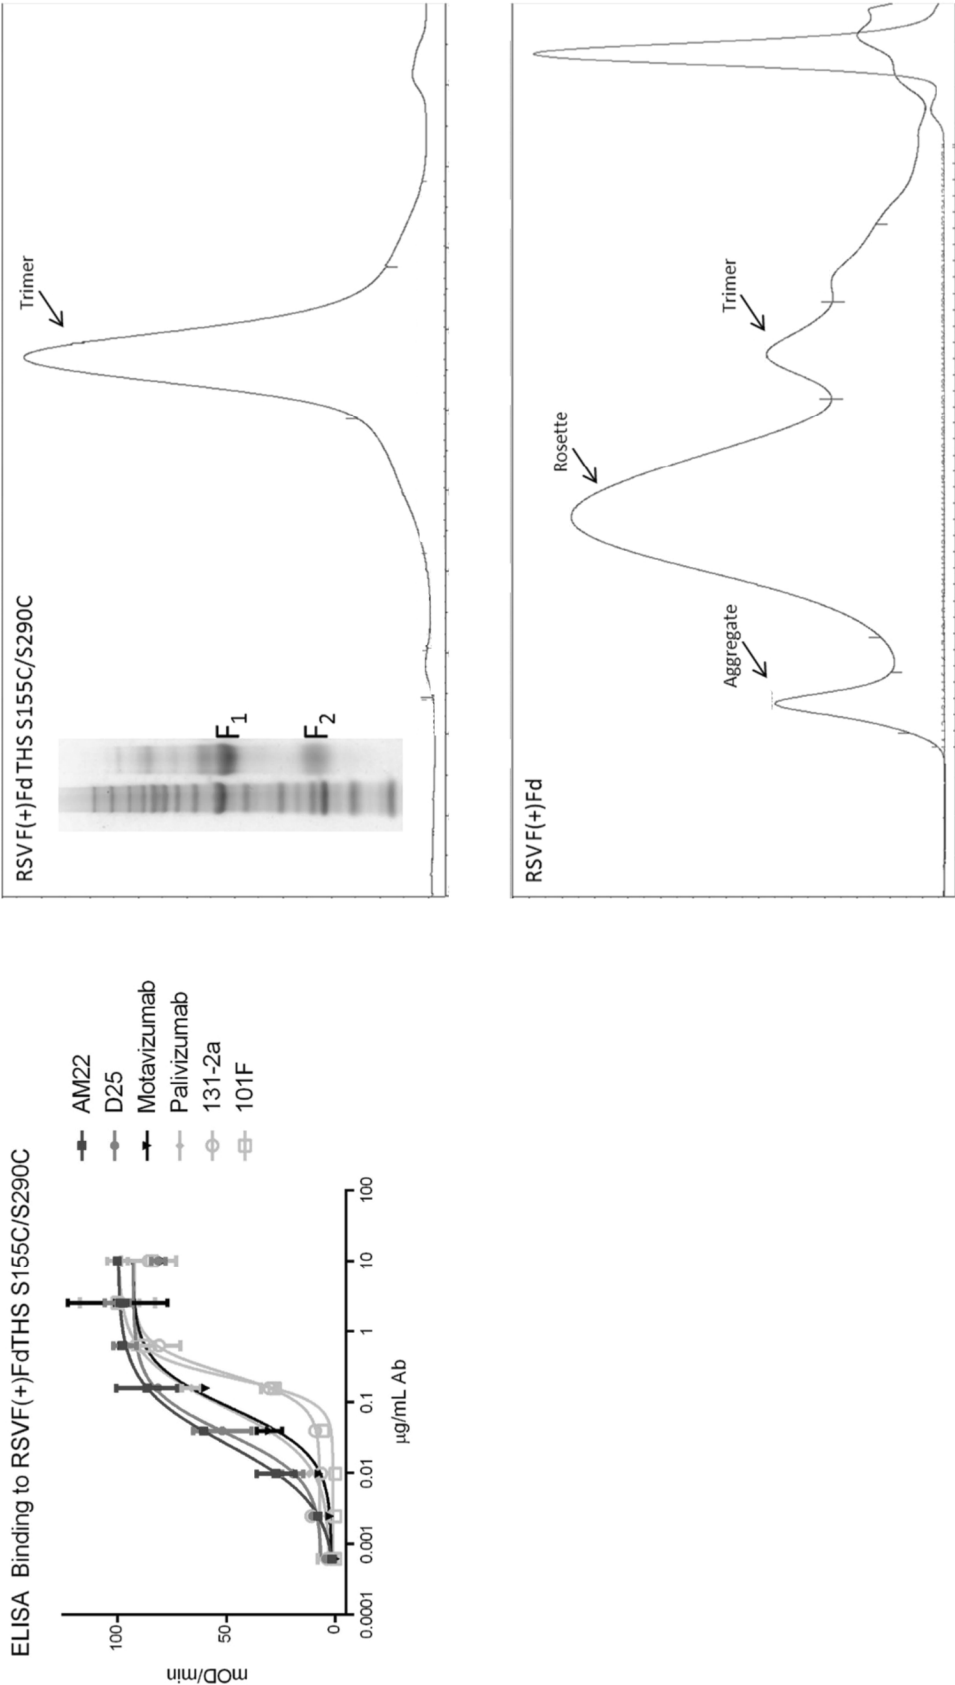 ELISA Binding to RSVF(+)FdTHS S155C/S290C
mOD/min
100
50
0
0.0001
0.001
0.01
0.1
1
10
100
µg/mL Ab
AM22
D25
Motavizumab
Palivizumab
131-2a
101F
RSV F(+)Fd THS S155C/S290C
F1
F2
Trimer
RSV F(+)Fd
Aggregate
Rosette
Trimer